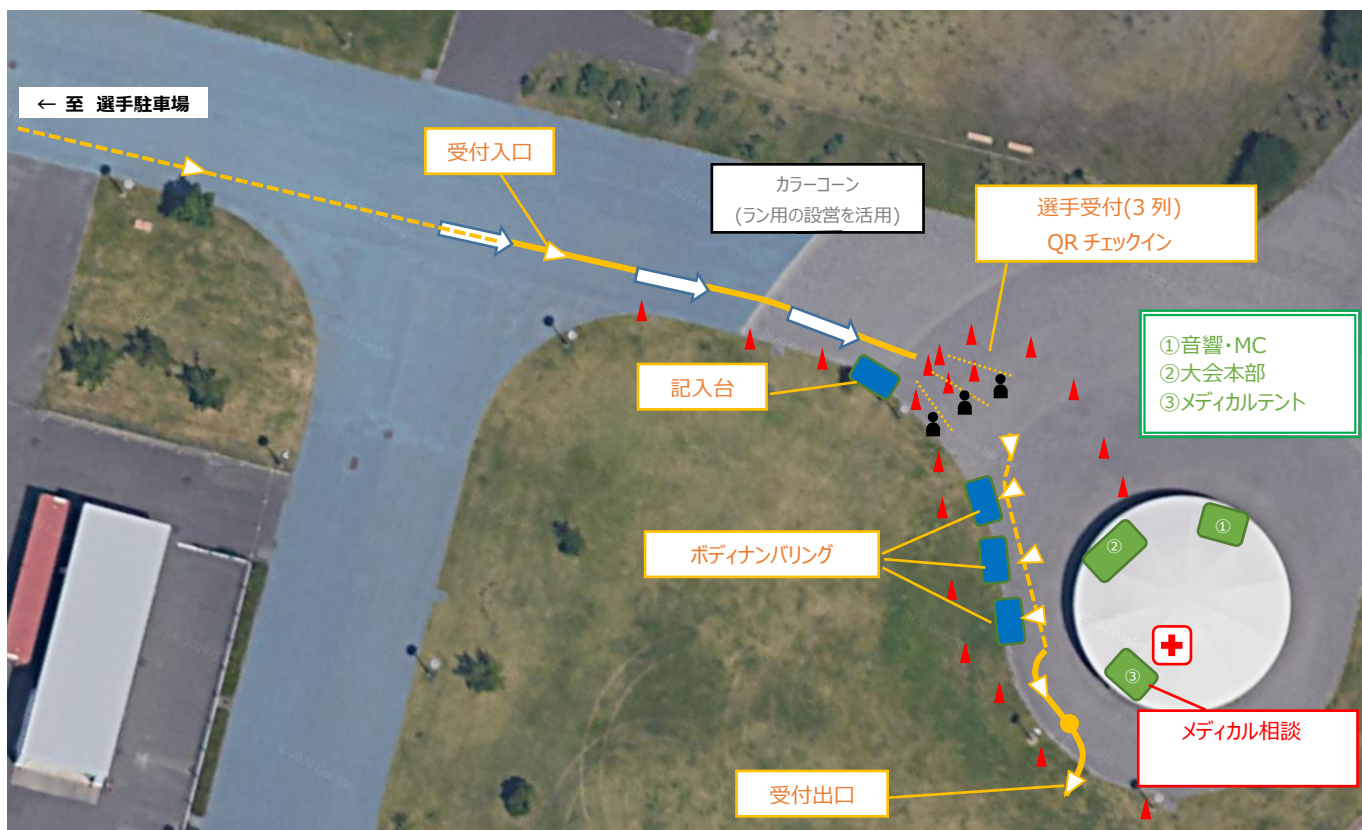 ← 至 選手駐車場
受付入口
カラーコーン
(ラン用の設営を活用)
選手受付(3 列)
QR チェックイン
①音響・MC
②大会本部
③メディカルテント
記入台
①
②
ボディナンバリング
③
メディカル相談
受付出口